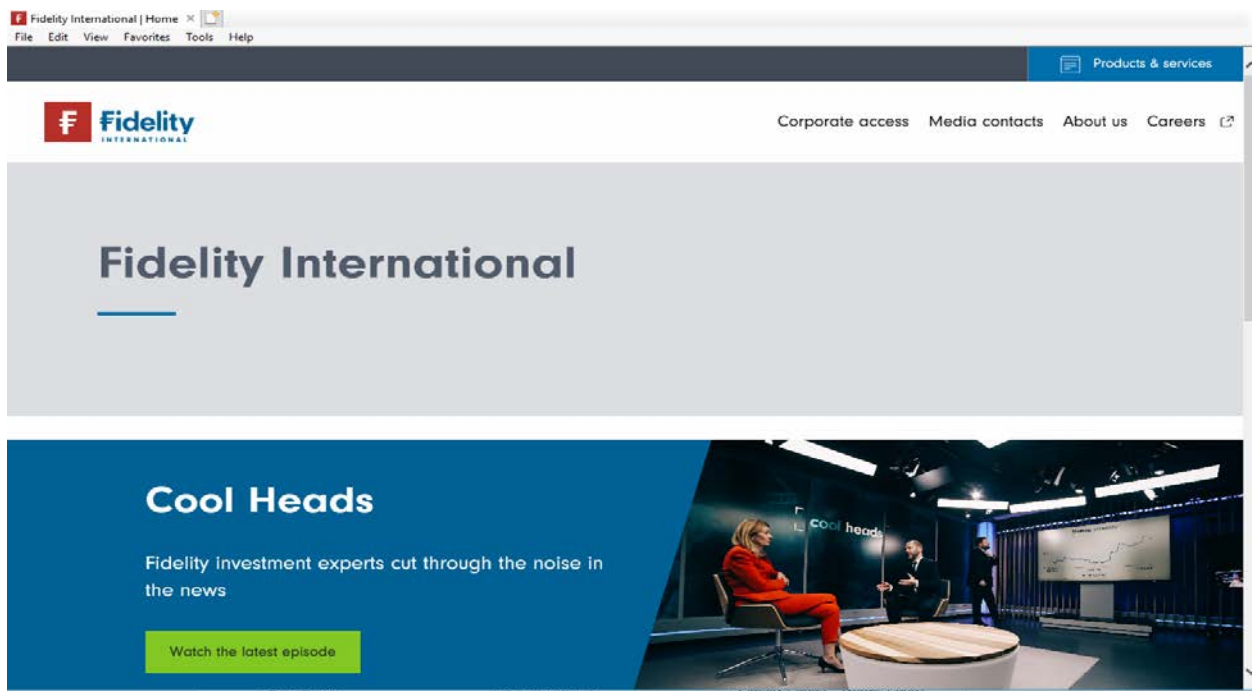 Fidelity International | Home
File Edit View Favorites Tools Help
Products & services
Fidelity
INTERNATIONAL
Corporate access Media contacts About us Careers
Fidelity International
Cool Heads
Fidelity investment experts cut through the noise in
the news
Watch the latest episode
cool heads